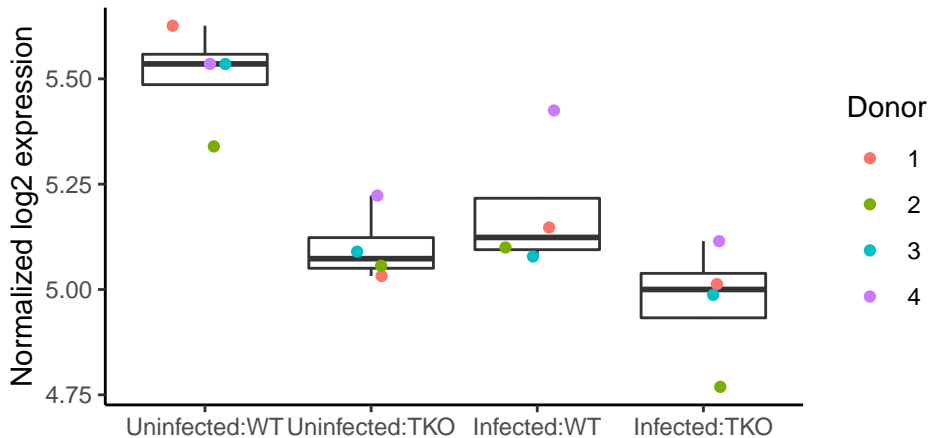 Normalized log2 expression
5.50
5.25
5.00
4.75
Uninfected:WT
Uninfected:TKO
Infected:WT
Infected:TKO
Donor
1
2
3
4